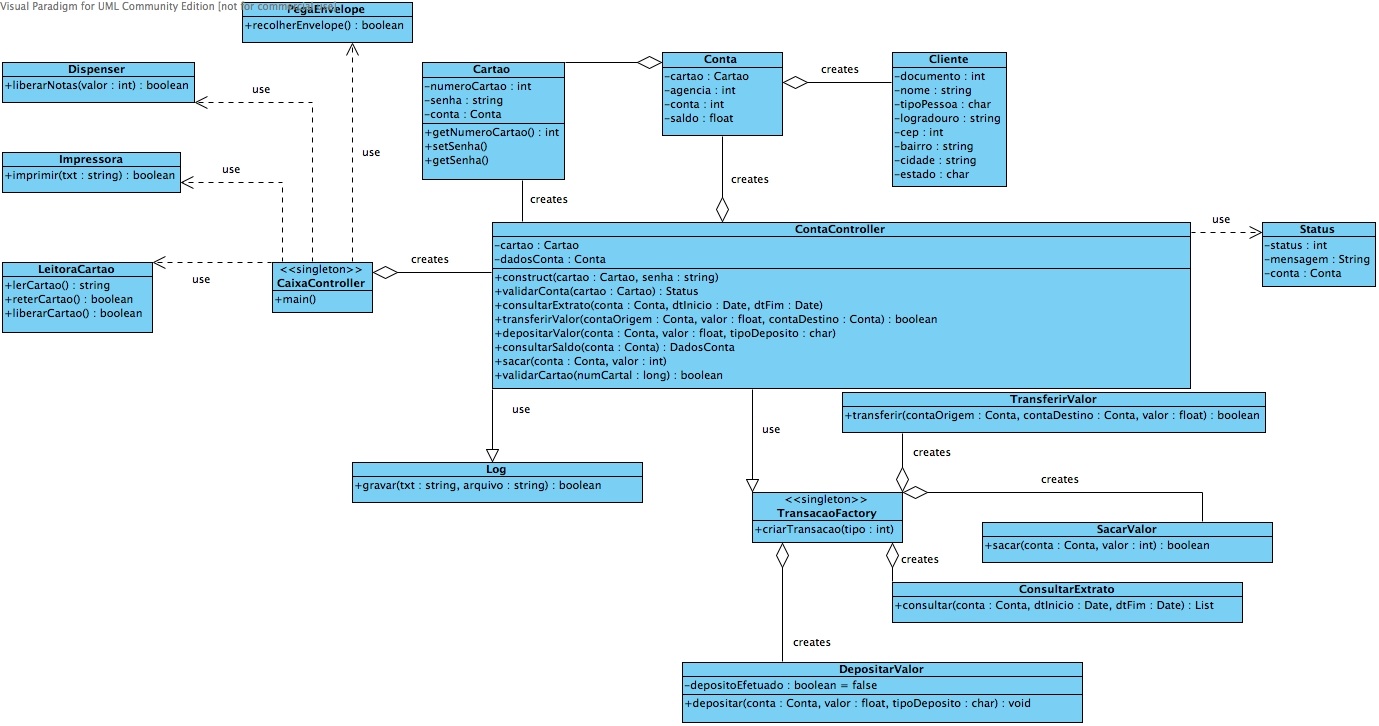 Visual Paradigm for UML Community Edition [not for commercial use]
PegaEnvelope
+recolherEnvelope() : boolean
Dispenser
+liberarNotas(valor : int) : boolean
use
Impressora
+imprimir(txt : string) : boolean
use
use
LeitoraCartao
+lerCartao() : string
+reterCartao() : boolean
+liberarCartao() : boolean
use
<<singleton>>
CaixaController
+main()
creates
Cartao
-numeroCartao : int
-senha : string
-conta : Conta
+getNumeroCartao() : int
+setSenha()
+getSenha()
creates
Conta
-cartao : Cartao
-agencia : int
-conta : int
-saldo : float
creates
creates
Cliente
-documento : int
-nome : string
-tipoPessoa : char
-logradouro : string
-cep : int
-bairro : string
-cidade : string
-estado : char
ContaController
-cartao : Cartao
-dadosConta : Conta
+construct(cartao : Cartao, senha : string)
+validarConta(cartao : Cartao) : Status
+consultarExtrato(conta : Conta, dtInicio : Date, dtFim : Date)
+transferirValor(contaOrigem : Conta, valor : float, contaDestino : Conta) : boolean
+depositarValor(conta : Conta, valor : float, tipoDeposito : char)
+consultarSaldo(conta : Conta) : DadosConta
+sacar(conta : Conta, valor : int)
+validarCartao(numCartal : long) : boolean
use
Status
-status : int
-mensagem : String
-conta : Conta
use
Log
+gravar(txt : string, arquivo : string) : boolean
use
TransferirValor
+transferir(contaOrigem : Conta, contaDestino : Conta, valor : float) : boolean
creates
<<singleton>>
TransacaoFactory
+criarTransacao(tipo : int)
creates
SacarValor
+sacar(conta : Conta, valor : int) : boolean
creates
ConsultarExtrato
+consultar(conta : Conta, dtInicio : Date, dtFim : Date) : List
creates
DepositarValor
-depositoEfetuado : boolean = false
+depositar(conta : Conta, valor : float, tipoDeposito : char) : void